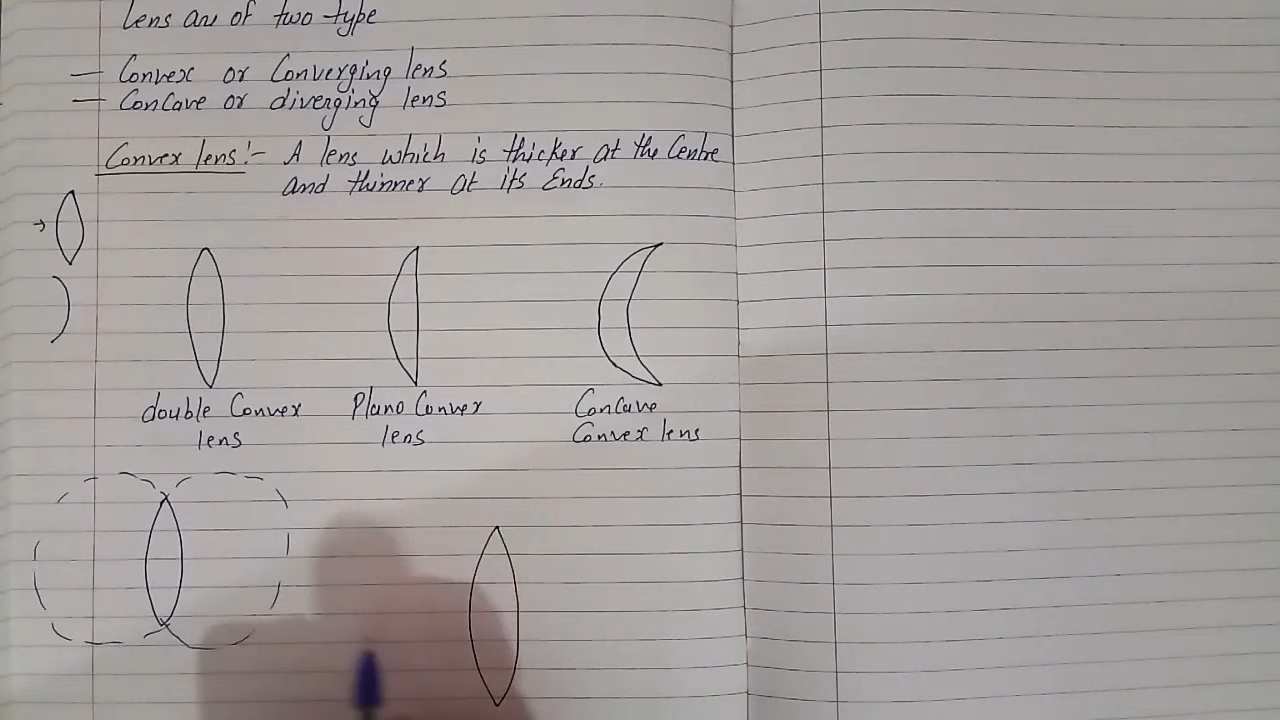 Lens are of two type
— Convex or Converging lens
— Concave or diverging lens
Convex lens:- A lens which is thicker at the Centre
and thinner at its Ends.
double Convex
lens
Plano Convex
lens
Concave
Convex lens